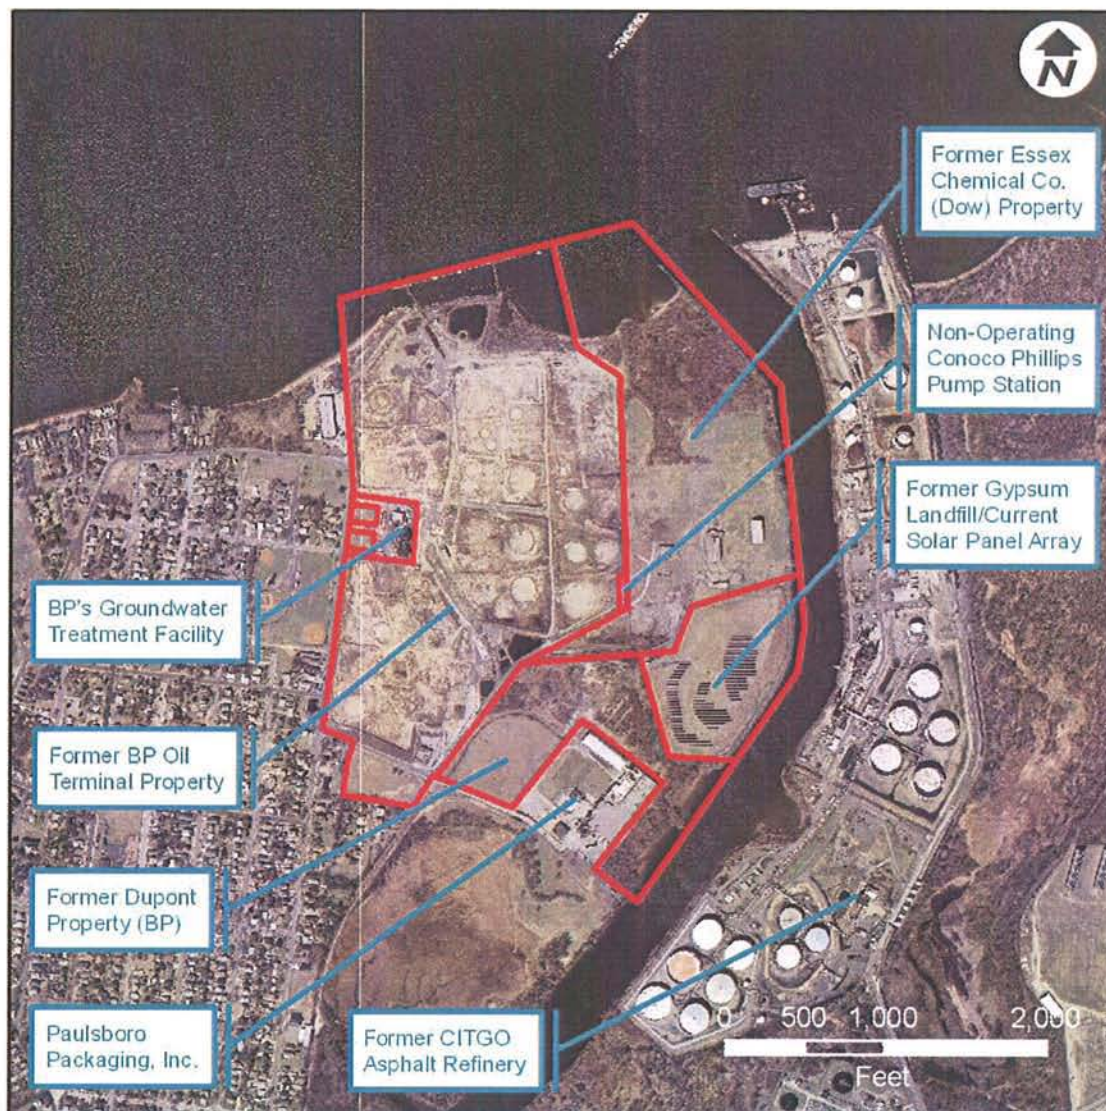 N
Former Essex
Chemical Co.
(Dow) Property
Non-Operating
Conoco Phillips
Pump Station
Former Gypsum
Landfill/Current
Solar Panel Array
BP's Groundwater
Treatment Facility
Former BP Oil
Terminal Property
Former Dupont
Property (BP)
Paulsboro
Packaging, Inc.
Former CITGO
Asphalt Refinery
0 500 1,000 2,000
Feet